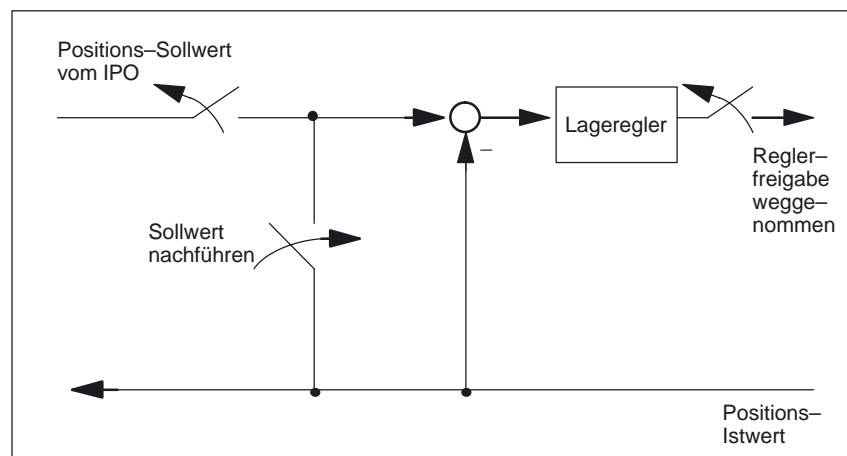 Positions–Sollwert
vom IPO
Lageregler
–
Regler–
freigabe
wegge–
nommen
Sollwert
nachführen
Positions–
Istwert